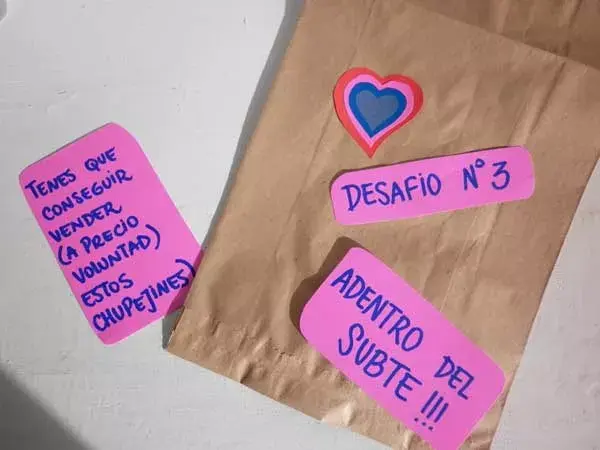 TENES QUE
CONSEGUIR
VENDER
(A PRECIO
VOLUNTAD)
ESTOS
CHUPEJINES)
DESAFIO N° 3
ADENTRO DEL
SUBTE !!!